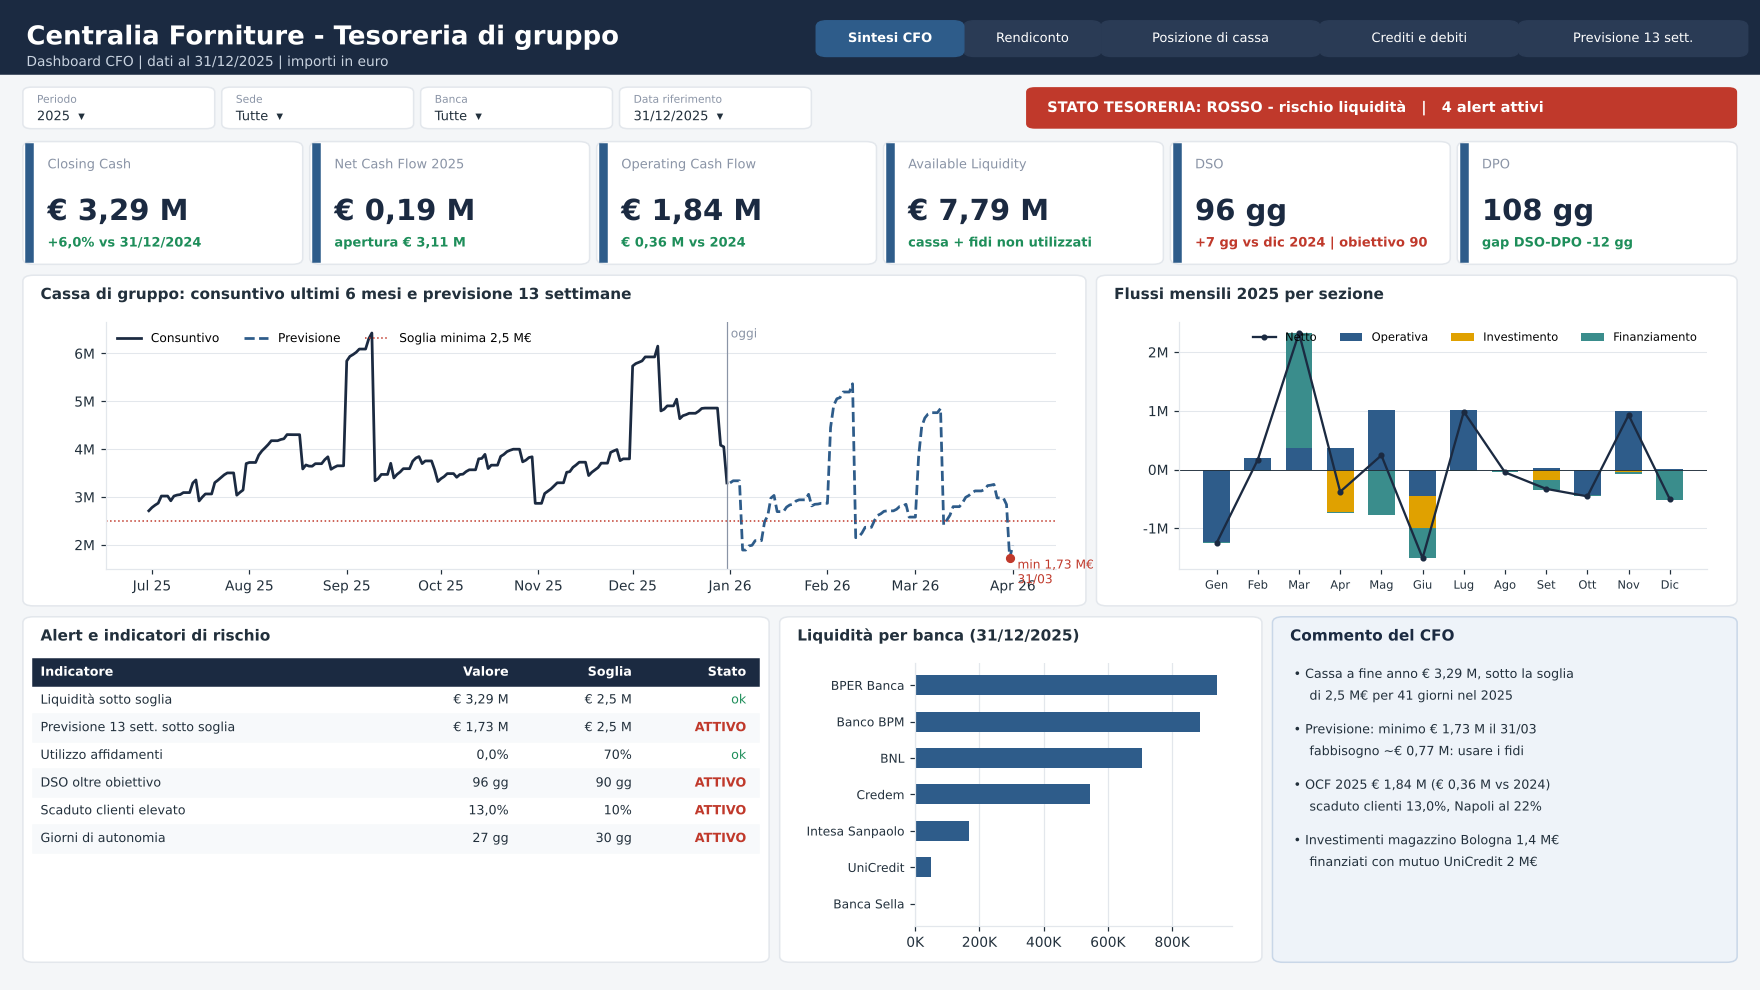 Centralia Forniture - Tesoreria di gruppo
Dashboard CFO | dati al 31/12/2025 | importi in euro
Sintesi CFO
Rendiconto
Posizione di cassa
Crediti e debiti
Previsione 13 sett.
Periodo
2025 ▾
Sede
Tutte ▾
Banca
Tutte ▾
Data riferimento
31/12/2025 ▾
STATO TESORERIA: ROSSO - rischio liquidità | 4 alert attivi
Closing Cash
€ 3,29 M
+6,0% vs 31/12/2024
Net Cash Flow 2025
€ 0,19 M
apertura € 3,11 M
Operating Cash Flow
€ 1,84 M
€ 0,36 M vs 2024
Available Liquidity
€ 7,79 M
cassa + fidi non utilizzati
DSO
96 gg
+7 gg vs dic 2024 | obiettivo 90
DPO
108 gg
gap DSO-DPO -12 gg
Cassa di gruppo: consuntivo ultimi 6 mesi e previsione 13 settimane
Consuntivo Previsione Soglia minima 2,5 M€
oggi
6M
5M
4M
3M
2M
min 1,73 M€
31/03
Jul 25 Aug 25 Sep 25 Oct 25 Nov 25 Dec 25 Jan 26 Feb 26 Mar 26 Apr 26
Flussi mensili 2025 per sezione
Netto Operativa Investimento Finanziamento
2M
1M
0M
-1M
Gen Feb Mar Apr Mag Giu Lug Ago Set Ott Nov Dic
Alert e indicatori di rischio
Indicatore Valore Soglia Stato
Liquidità sotto soglia € 3,29 M € 2,5 M ok
Previsione 13 sett. sotto soglia € 1,73 M € 2,5 M ATTIVO
Utilizzo affidamenti 0,0% 70% ok
DSO oltre obiettivo 96 gg 90 gg ATTIVO
Scaduto clienti elevato 13,0% 10% ATTIVO
Giorni di autonomia 27 gg 30 gg ATTIVO
Liquidità per banca (31/12/2025)
BPER Banca
Banco BPM
BNL
Credem
Intesa Sanpaolo
UniCredit
Banca Sella
0K 200K 400K 600K 800K
Commento del CFO
• Cassa a fine anno € 3,29 M, sotto la soglia
di 2,5 M€ per 41 giorni nel 2025
• Previsione: minimo € 1,73 M il 31/03
fabbisogno ~€ 0,77 M: usare i fidi
• OCF 2025 € 1,84 M (€ 0,36 M vs 2024)
scaduto clienti 13,0%, Napoli al 22%
• Investimenti magazzino Bologna 1,4 M€
finanziati con mutuo UniCredit 2 M€